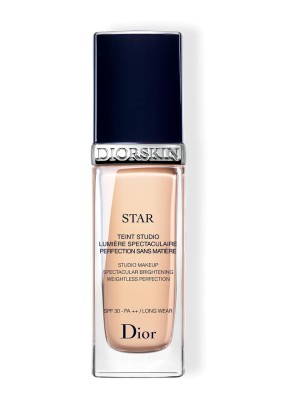 DIORSKIN
STAR
TEINT STUDIO
LUMIÈRE SPECTACULAIRE
PERFECTION SANS MATIÈRE
STUDIO MAKEUP
SPECTACULAR BRIGHTENING
WEIGHTLESS PERFECTION
SPF 30 - PA ++ / LONG WEAR
Dior